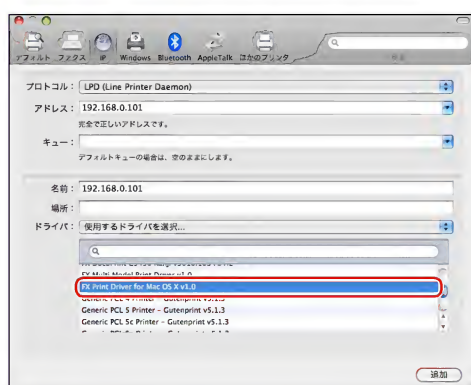 デフォルト ファクス IP Windows Bluetooth AppleTalk ほかのプリンタ
プロトコル： LPD (Line Printer Daemon)
アドレス： 192.168.0.101
完全で正しいアドレスです。
キュー：
デフォルトキューの場合は、空のままにします。
名前： 192.168.0.101
場所：
ドライバ： 使用するドライバを選択...
FX Multi Model Print Driver v1.0
FX Print Driver for Mac OS X v1.0
Generic PCL 4 Printer – Gutenprint v5.1.3
Generic PCL 5 Printer – Gutenprint v5.1.3
Generic PCL 5c Printer – Gutenprint v5.1.3
追加